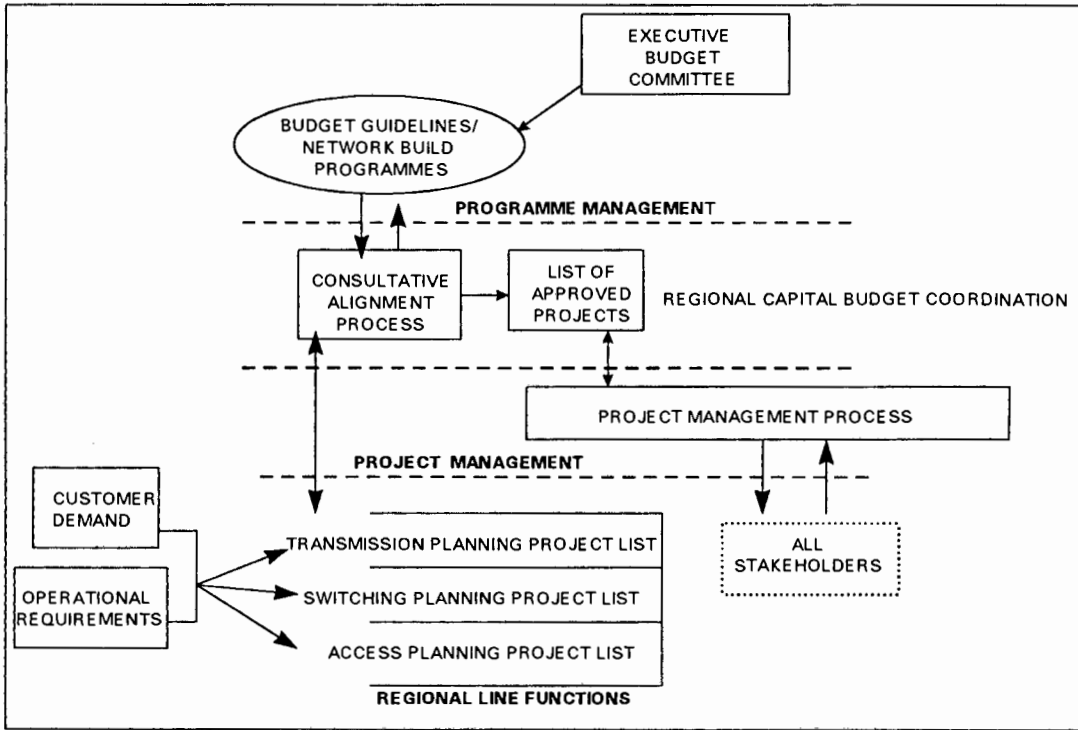 EXECUTIVE
BUDGET
COMMITTEE
BUDGET GUIDELINES/
NETWORK BUILD
PROGRAMMES
PROGRAMME MANAGEMENT
CONSULTATIVE
ALIGNMENT
PROCESS
LIST OF
APPROVED
PROJECTS
REGIONAL CAPITAL BUDGET COORDINATION
PROJECT MANAGEMENT PROCESS
PROJECT MANAGEMENT
CUSTOMER
DEMAND
OPERATIONAL
REQUIREMENTS
TRANSMISSION PLANNING PROJECT LIST
SWITCHING PLANNING PROJECT LIST
ACCESS PLANNING PROJECT LIST
REGIONAL LINE FUNCTIONS
ALL
STAKEHOLDERS